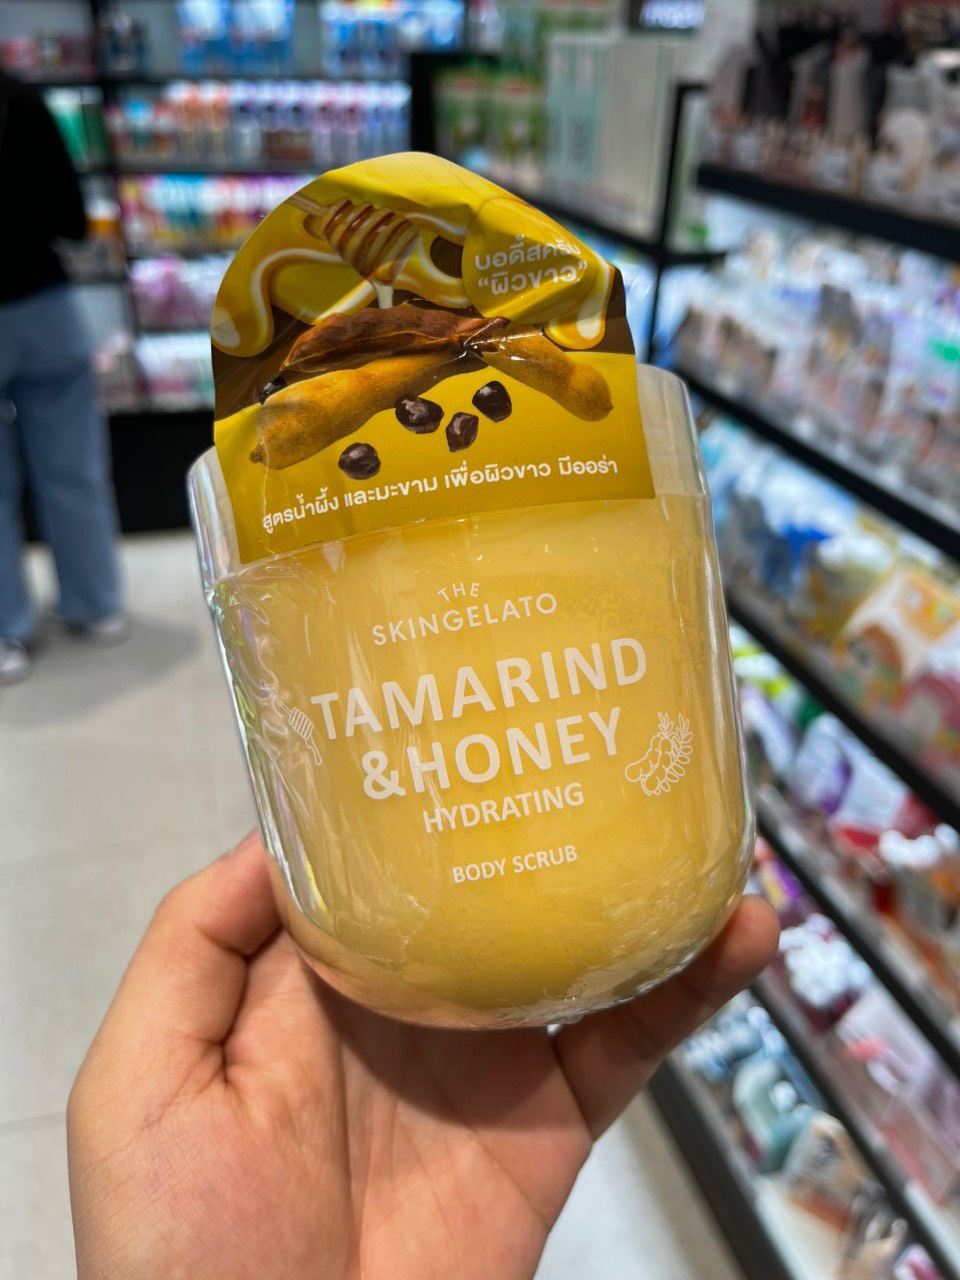 บอดี้สครับ
“ผิวขาว”
สูตรน้ำผึ้ง และมะขาม เพื่อผิวขาว มีออร่า
THE
SKINGELATO
TAMARIND
&HONEY
HYDRATING
BODY SCRUB